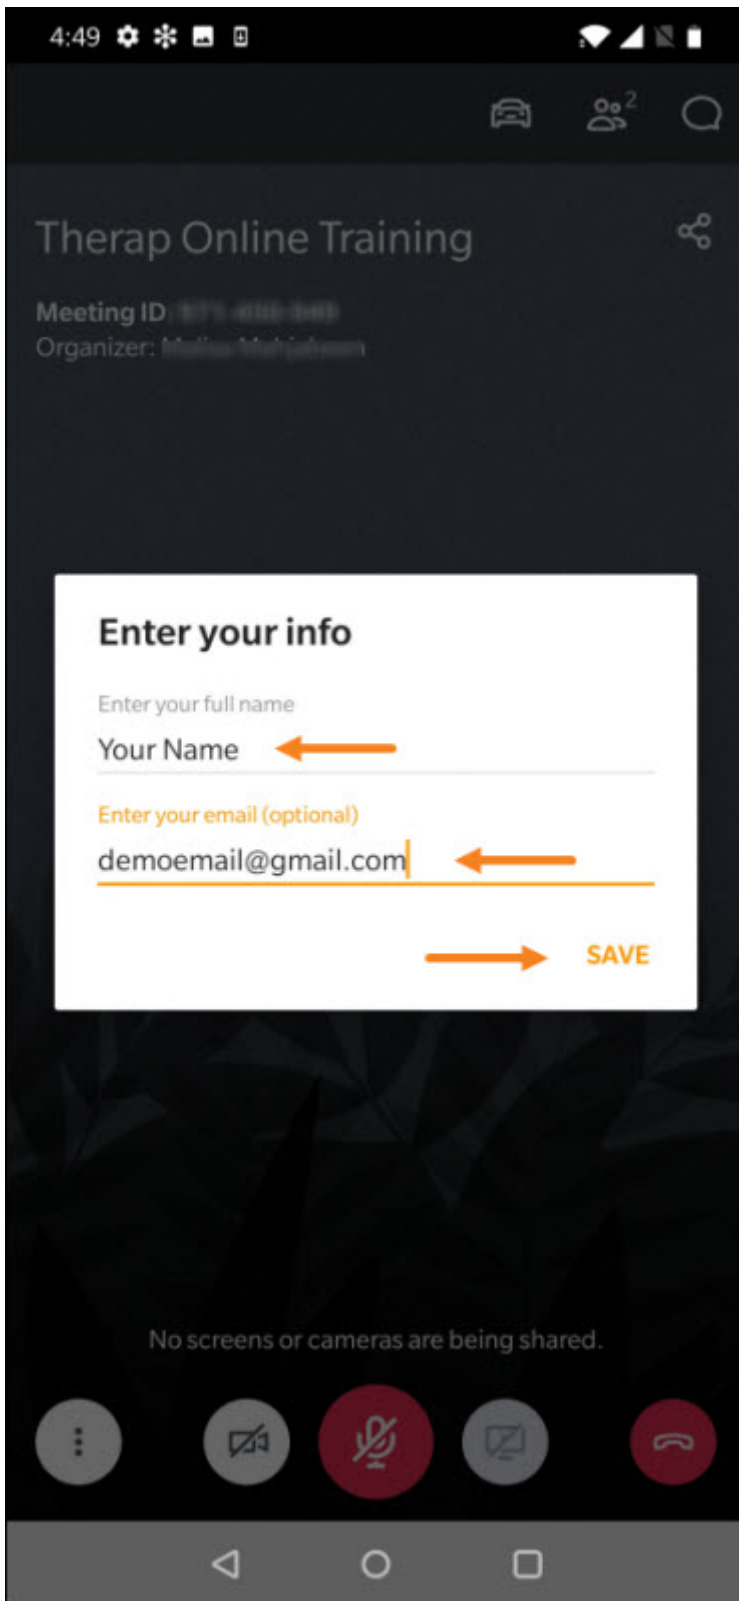 4:49
2
Therap Online Training
Meeting ID
Organizer:
Enter your info
Enter your full name
Your Name
Enter your email (optional)
demoemail@gmail.com
SAVE
No screens or cameras are being shared.